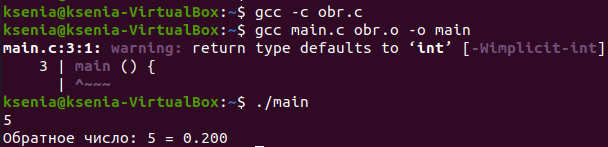 ksenia@ksenia-VirtualBox:~$ gcc -c obr.c
ksenia@ksenia-VirtualBox:~$ gcc main.c obr.o -o main
main.c:3:1: warning: return type defaults to ‘int’ [-Wimplicit-int]
    3 | main () {
      | ^~~~
ksenia@ksenia-VirtualBox:~$ ./main
5
Обратное число: 5 = 0.200